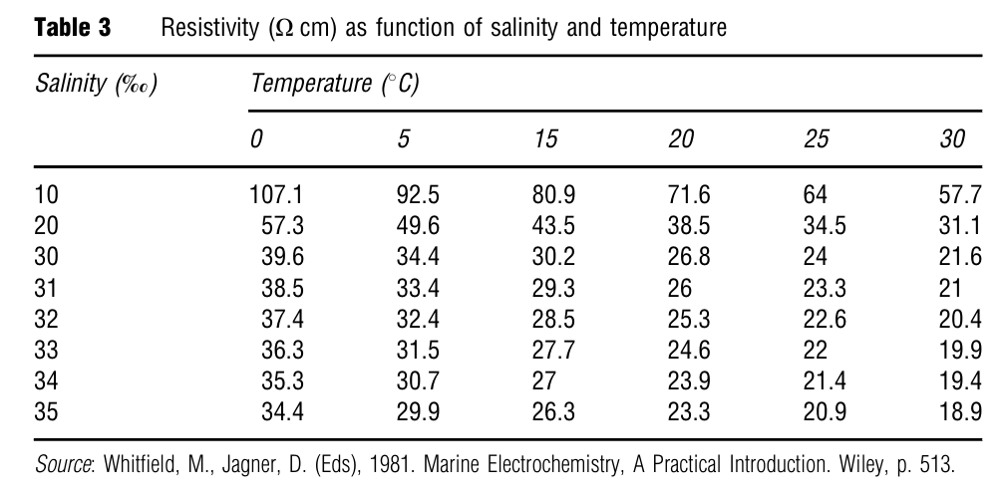 Table 3 Resistivity (Ω cm) as function of salinity and temperature
Salinity (‰) Temperature (°C)
0 5 15 20 25 30
10 107.1 92.5 80.9 71.6 64 57.7
20 57.3 49.6 43.5 38.5 34.5 31.1
30 39.6 34.4 30.2 26.8 24 21.6
31 38.5 33.4 29.3 26 23.3 21
32 37.4 32.4 28.5 25.3 22.6 20.4
33 36.3 31.5 27.7 24.6 22 19.9
34 35.3 30.7 27 23.9 21.4 19.4
35 34.4 29.9 26.3 23.3 20.9 18.9
Source: Whitfield, M., Jagner, D. (Eds), 1981. Marine Electrochemistry, A Practical Introduction. Wiley, p. 513.